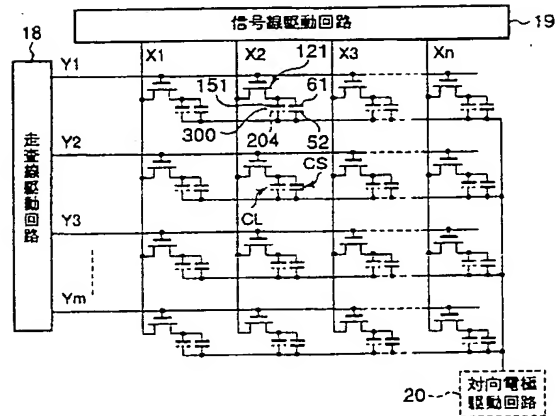 信号線駆動回路
19
18
X1 X2 X3 Xn
Y1
121
151
61
300
204
52
走査線駆動回路
Y2
CL
CS
Y3
Ym
20
対向電極
駆動回路